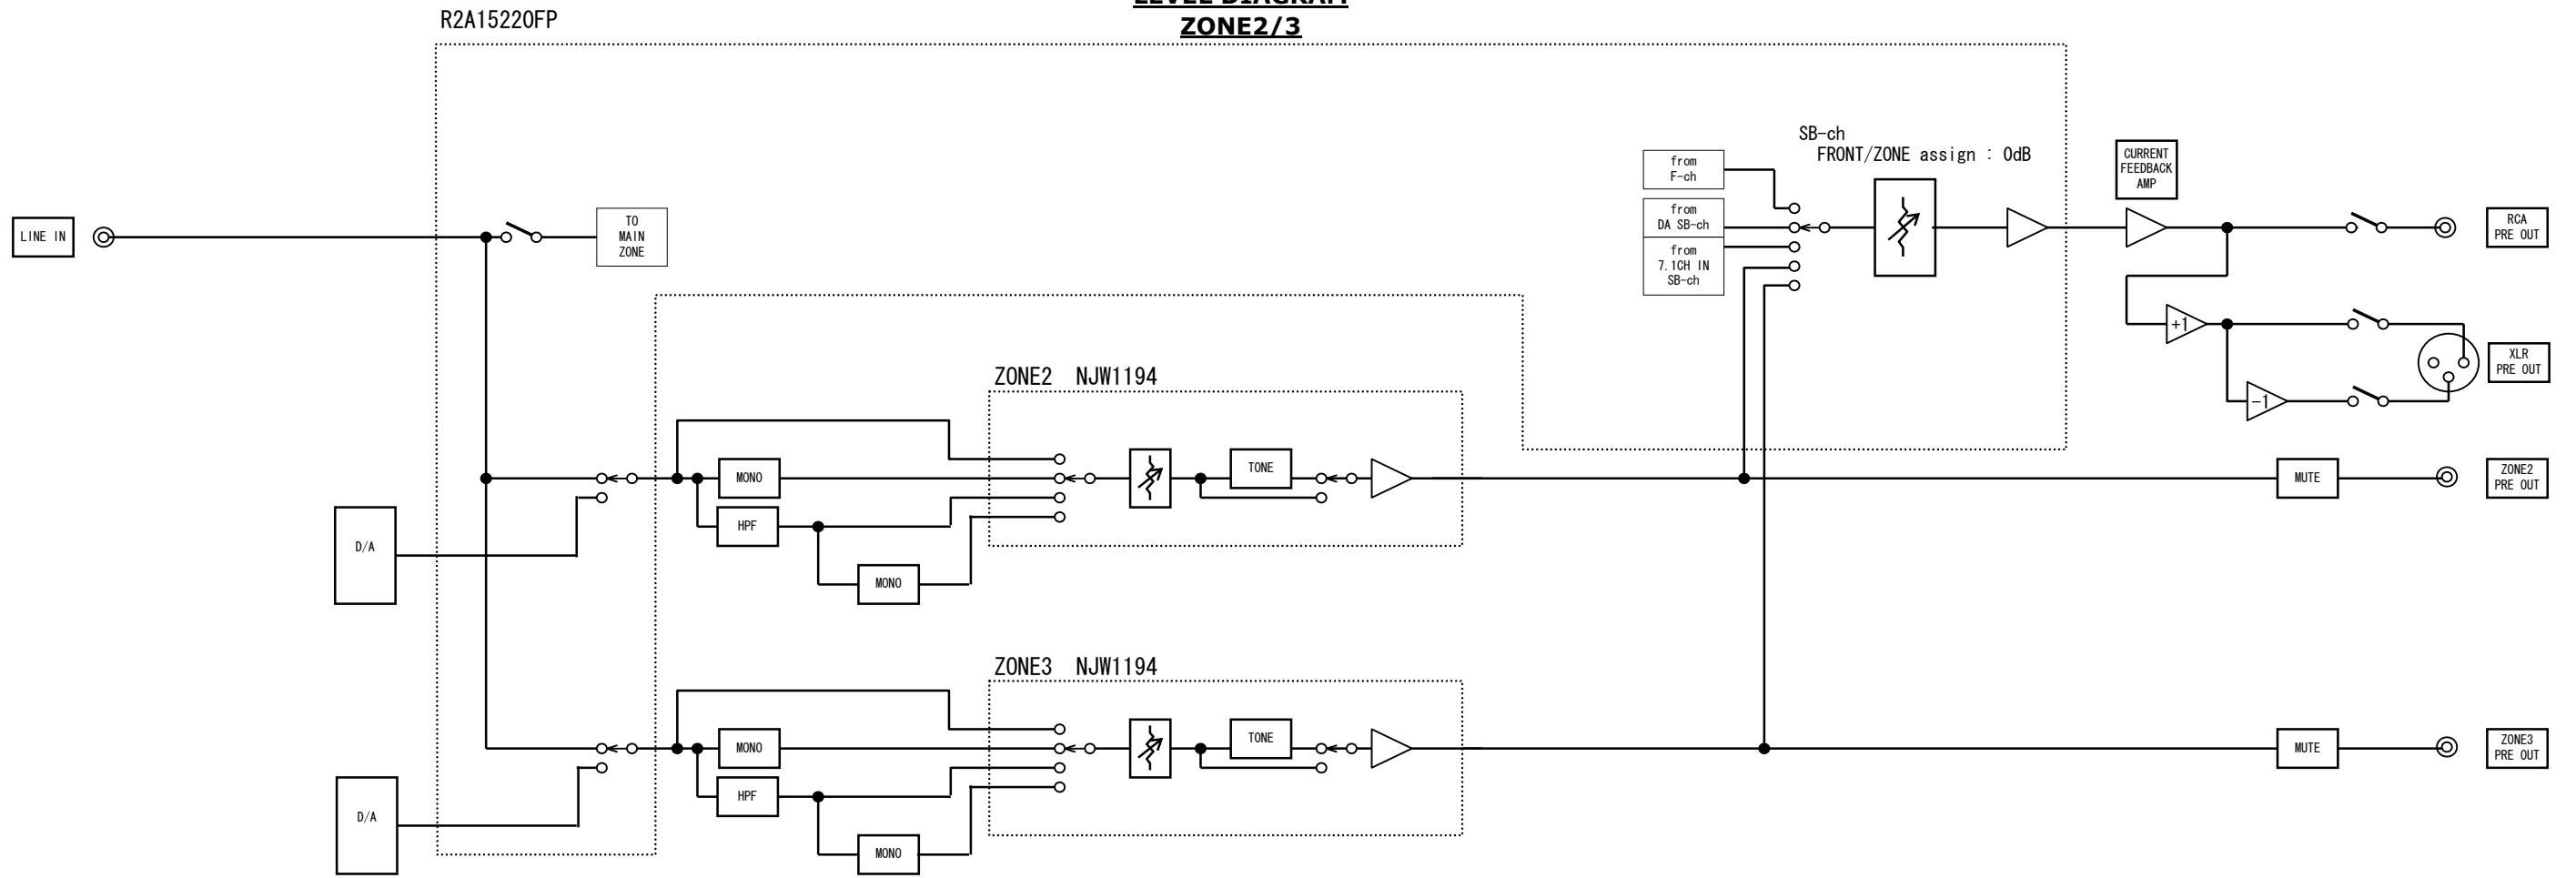 LEVEL DIAGRAM
ZONE2/3
R2A15220FP
SB-ch
FRONT/ZONE assign : 0dB
from
F-ch
from
DA SB-ch
from
7.1CH IN
SB-ch
CURRENT
FEEDBACK
AMP
LINE IN
TO
MAIN
ZONE
RCA
PRE OUT
+1
-1
XLR
PRE OUT
ZONE2 NJW1194
MONO
HPF
MONO
TONE
D/A
MUTE
ZONE2
PRE OUT
ZONE3 NJW1194
MONO
HPF
MONO
TONE
D/A
MUTE
ZONE3
PRE OUT